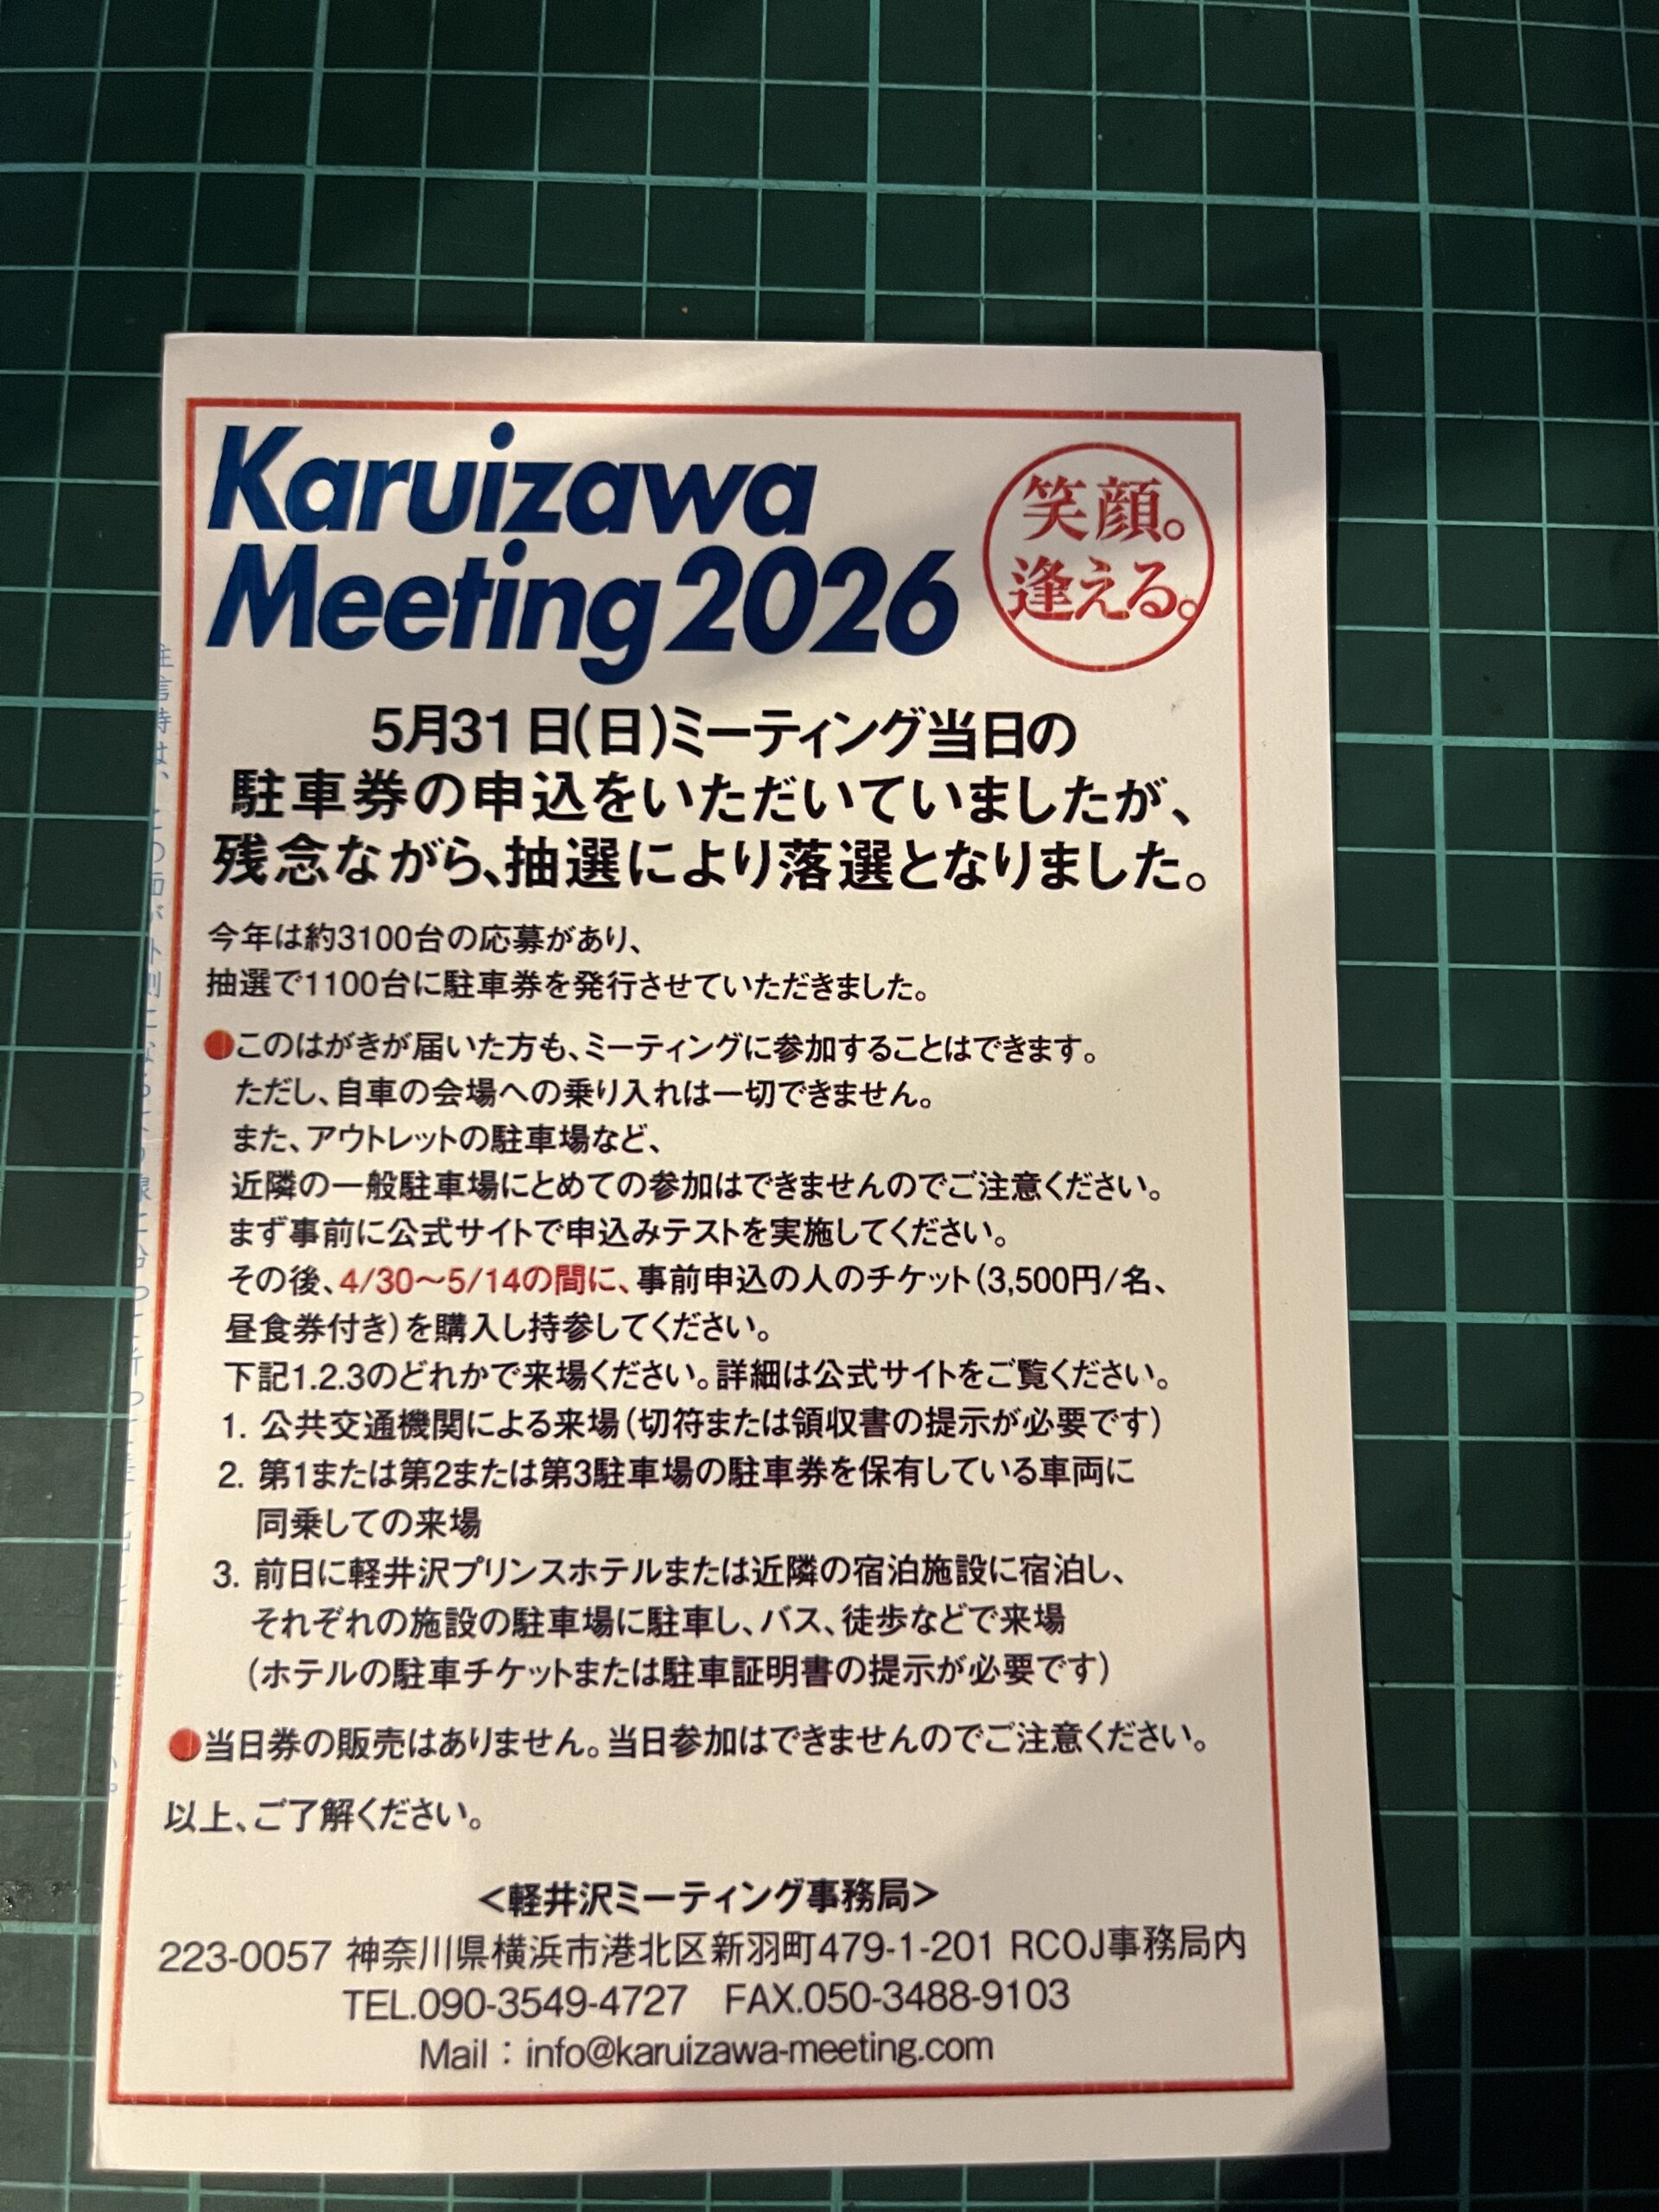 Karuizawa
Meeting 2026
笑顔。
逢える。
5月31日(日)ミーティング当日の
駐車券の申込をいただいていましたが、
残念ながら、抽選により落選となりました。
今年は約3100台の応募があり、
抽選で1100台に駐車券を発行させていただきました。
●このはがきが届いた方も、ミーティングに参加することはできます。
ただし、自車の会場への乗り入れは一切できません。
また、アウトレットの駐車場など、
近隣の一般駐車場にとめての参加はできませんのでご注意ください。
まず事前に公式サイトで申込みテストを実施してください。
その後、4/30～5/14の間に、事前申込の人のチケット(3,500円/名、
昼食券付き)を購入し持参してください。
下記1.2.3のどれかで来場ください。詳細は公式サイトをご覧ください。
1. 公共交通機関による来場(切符または領収書の提示が必要です)
2. 第1または第2または第3駐車場の駐車券を保有している車両に
同乗しての来場
3. 前日に軽井沢プリンスホテルまたは近隣の宿泊施設に宿泊し、
それぞれの施設の駐車場に駐車し、バス、徒歩などで来場
(ホテルの駐車チケットまたは駐車証明書の提示が必要です)
●当日券の販売はありません。当日参加はできませんのでご注意ください。
以上、ご了解ください。
<軽井沢ミーティング事務局>
223-0057 神奈川県横浜市港北区新羽町479-1-201 RCOJ事務局内
TEL.090-3549-4727 FAX.050-3488-9103
Mail：info@karuizawa-meeting.com